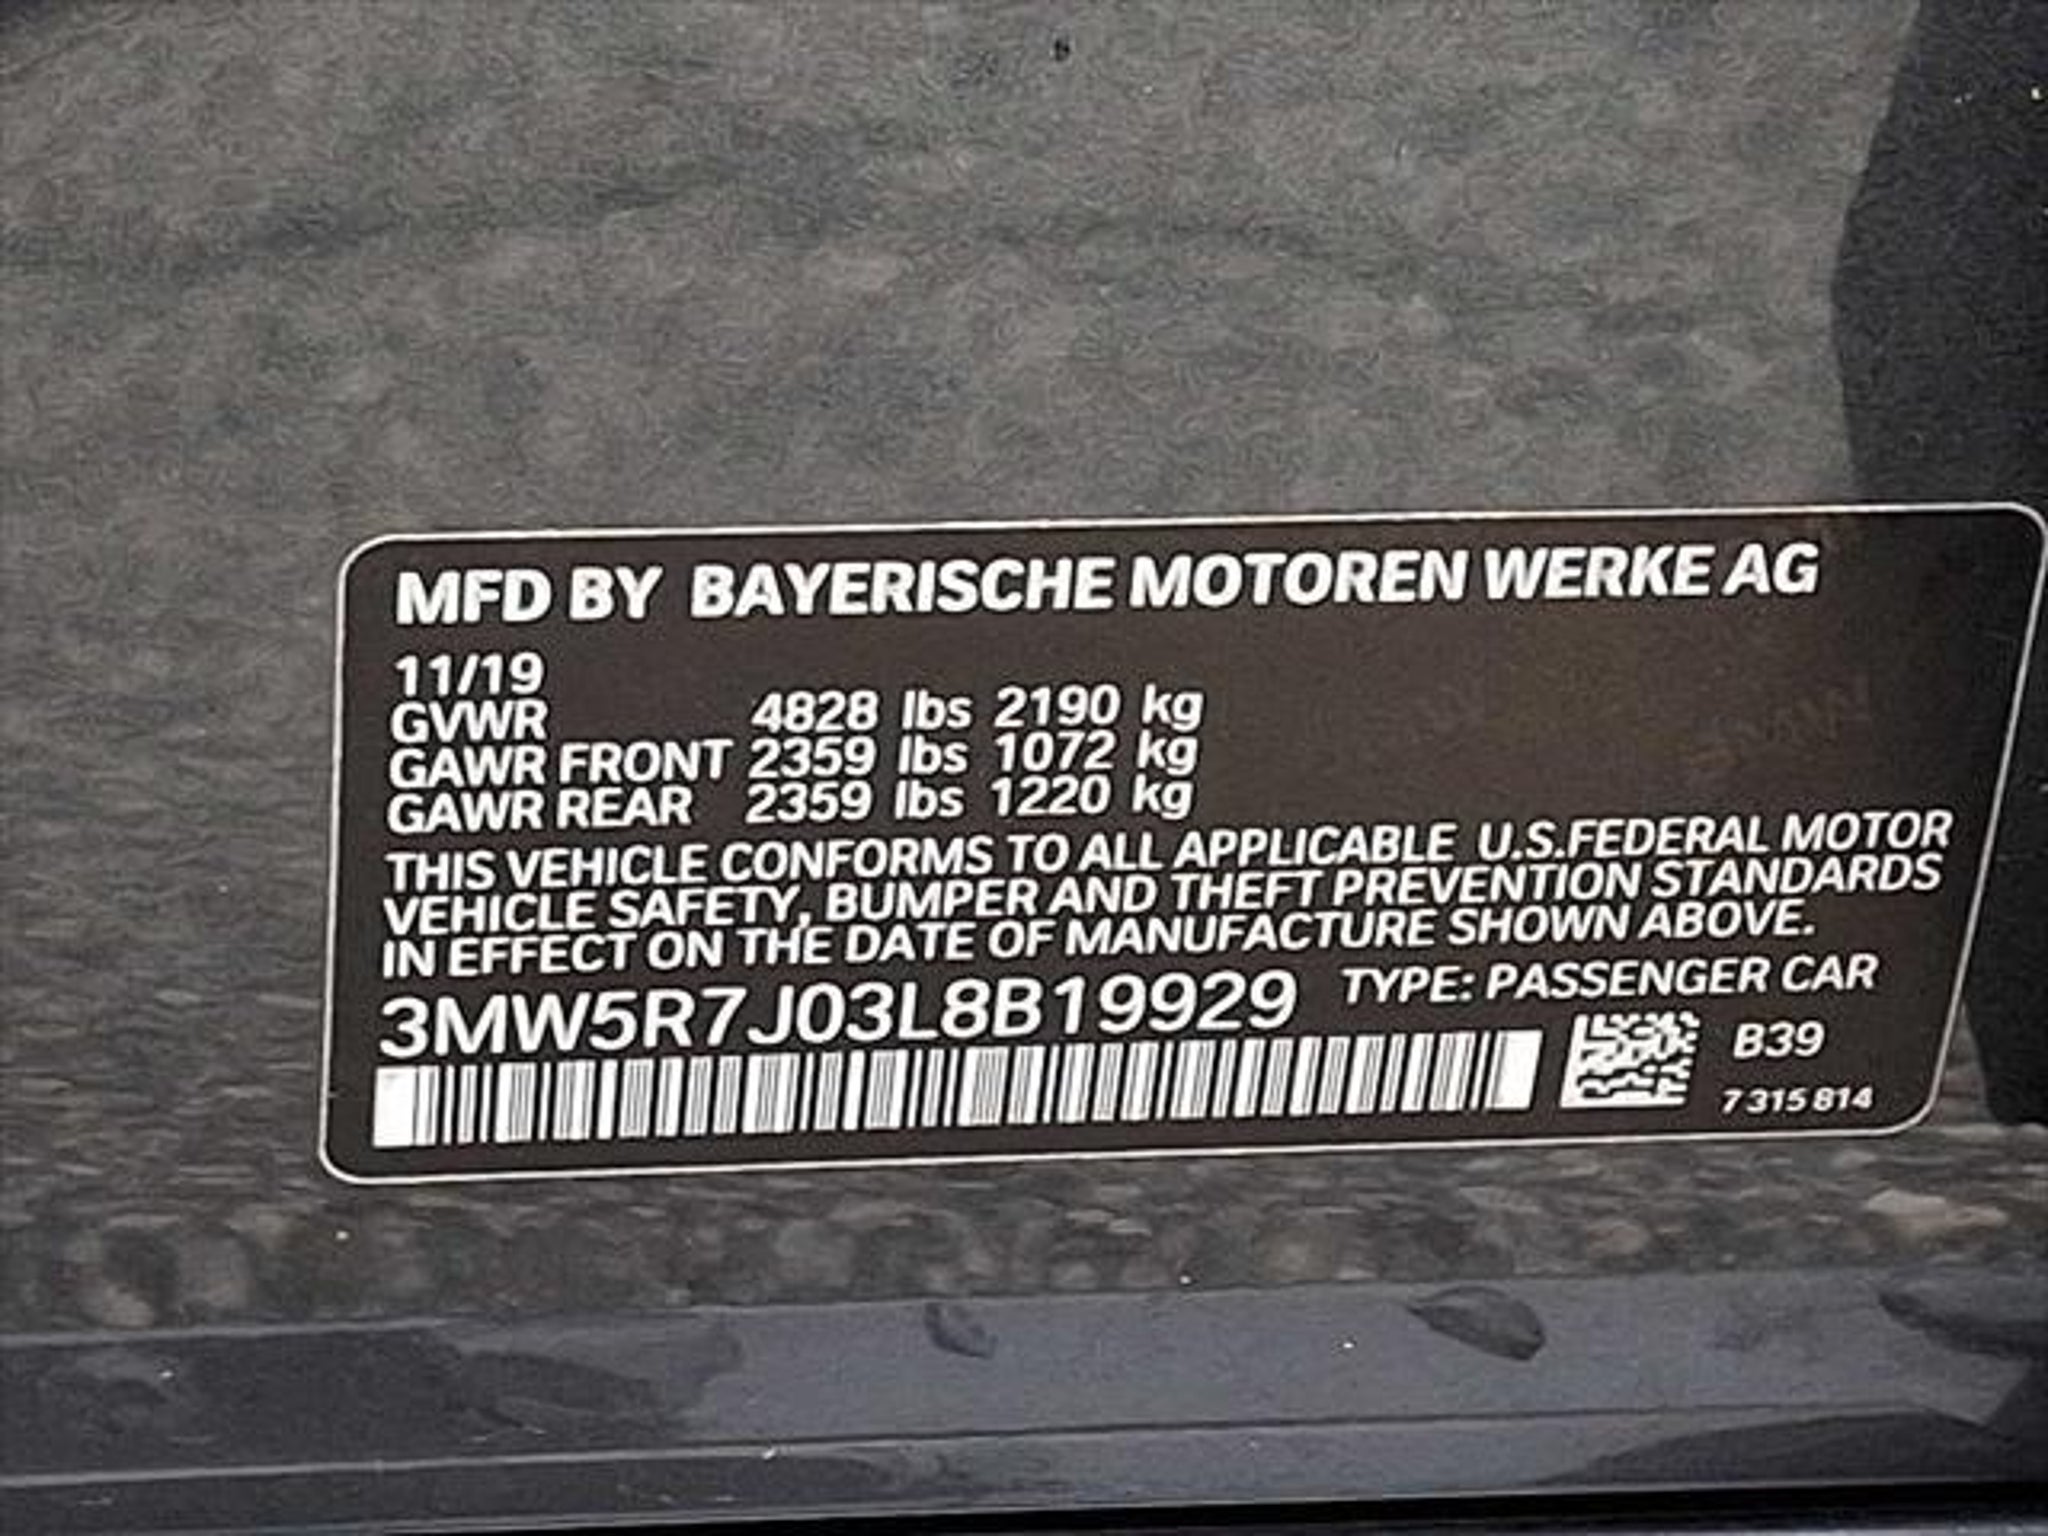 MFD BY BAYERISCHE MOTOREN WERKE AG
11/19
GVWR 4828 lbs 2190 kg
GAWR FRONT 2359 lbs 1072 kg
GAWR REAR 2359 lbs 1220 kg
THIS VEHICLE CONFORMS TO ALL APPLICABLE U.S.FEDERAL MOTOR
VEHICLE SAFETY, BUMPER AND THEFT PREVENTION STANDARDS
IN EFFECT ON THE DATE OF MANUFACTURE SHOWN ABOVE.
3MW5R7J03L8B19929 TYPE: PASSENGER CAR
B39
7 315 814